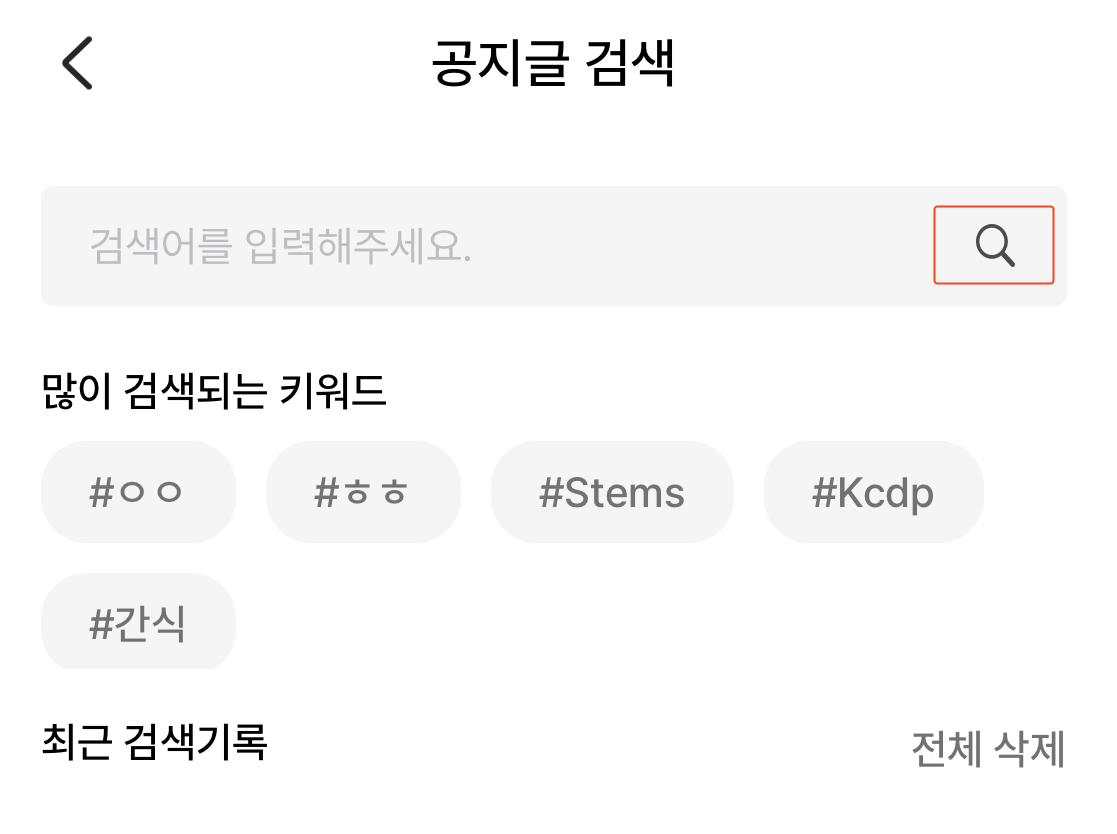 공지글 검색
검색어를 입력해주세요.
많이 검색되는 키워드
#ㅇㅇ #ㅎㅎ #Stems #Kcdp
#간식
최근 검색기록 전체 삭제